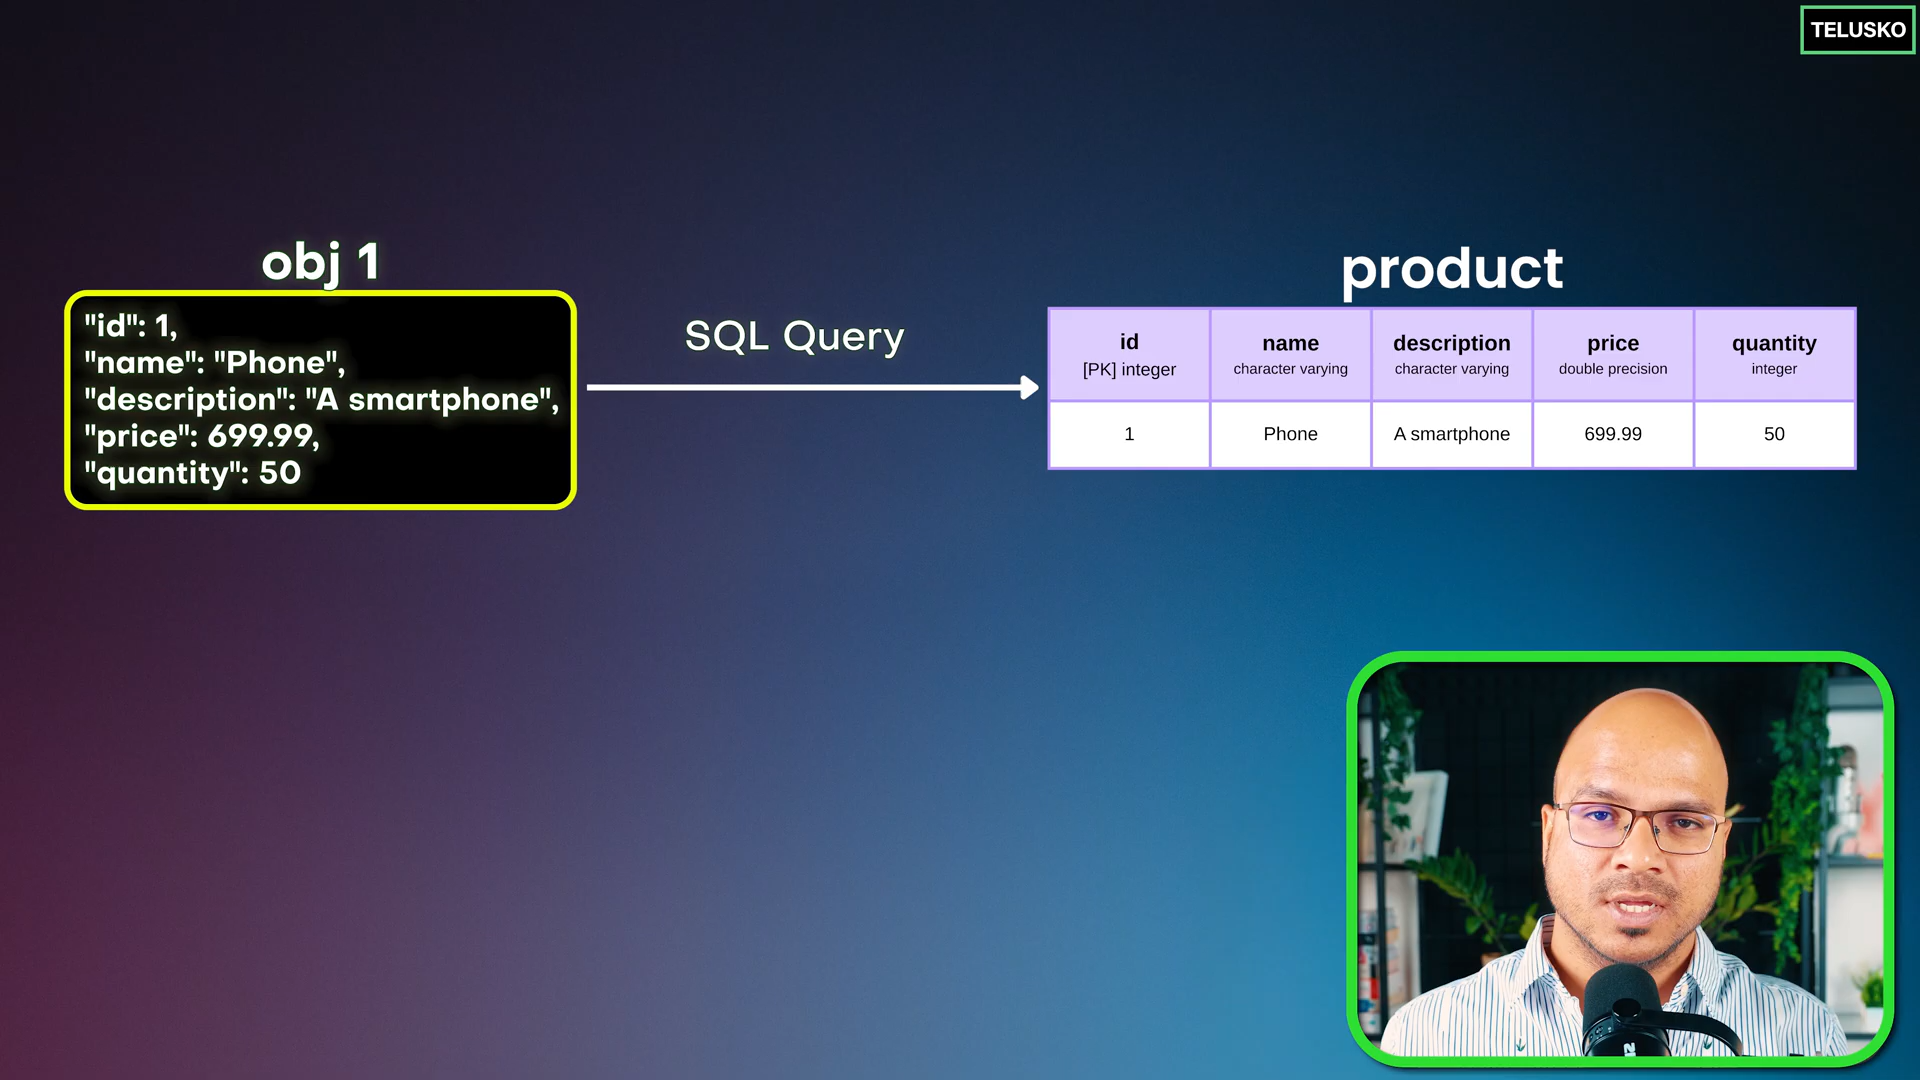 TELUSKO
obj 1
"id": 1,
"name": "Phone",
"description": "A smartphone",
"price": 699.99,
"quantity": 50
SQL Query
product
id name description price quantity
[PK] integer character varying character varying double precision integer
1 Phone A smartphone 699.99 50